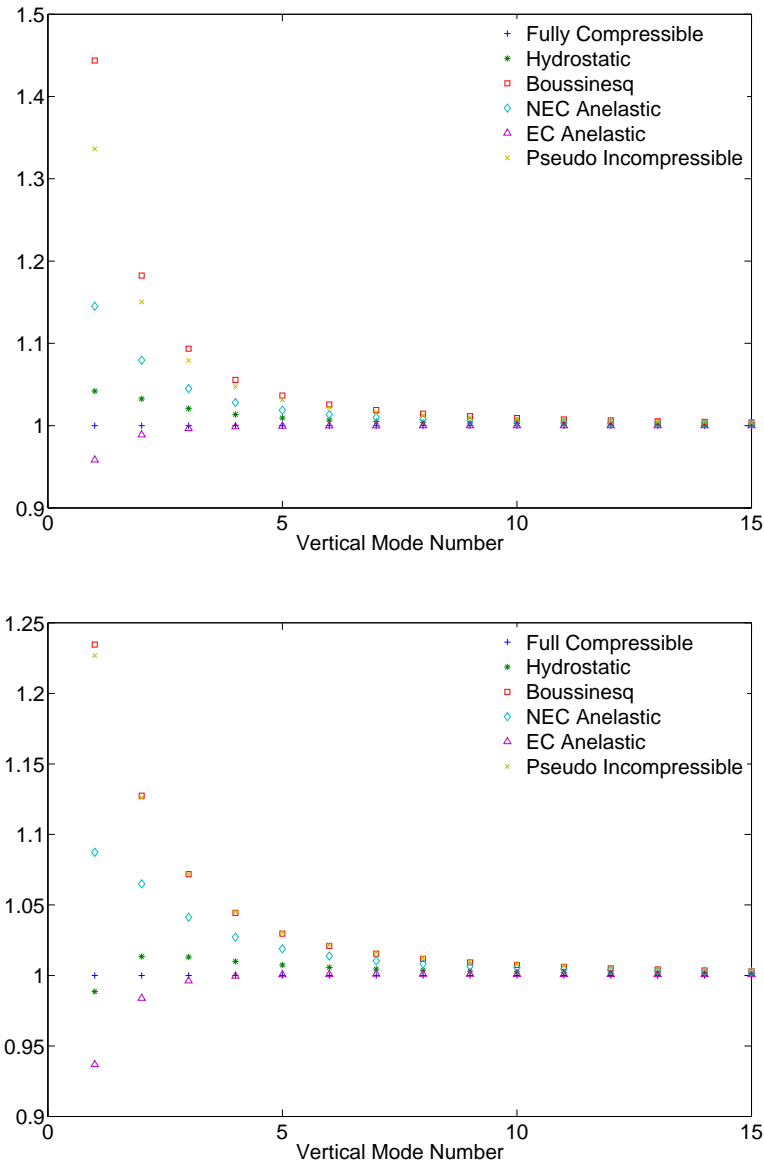 1.5
1.4
1.3
1.2
1.1
1
0.9
Fully Compressible
Hydrostatic
Boussinesq
NEC Anelastic
EC Anelastic
Pseudo Incompressible
0
5
10
15
Vertical Mode Number
1.25
1.2
1.15
1.1
1.05
1
0.95
0.9
Full Compressible
Hydrostatic
Boussinesq
NEC Anelastic
EC Anelastic
Pseudo Incompressible
0
5
10
15
Vertical Mode Number